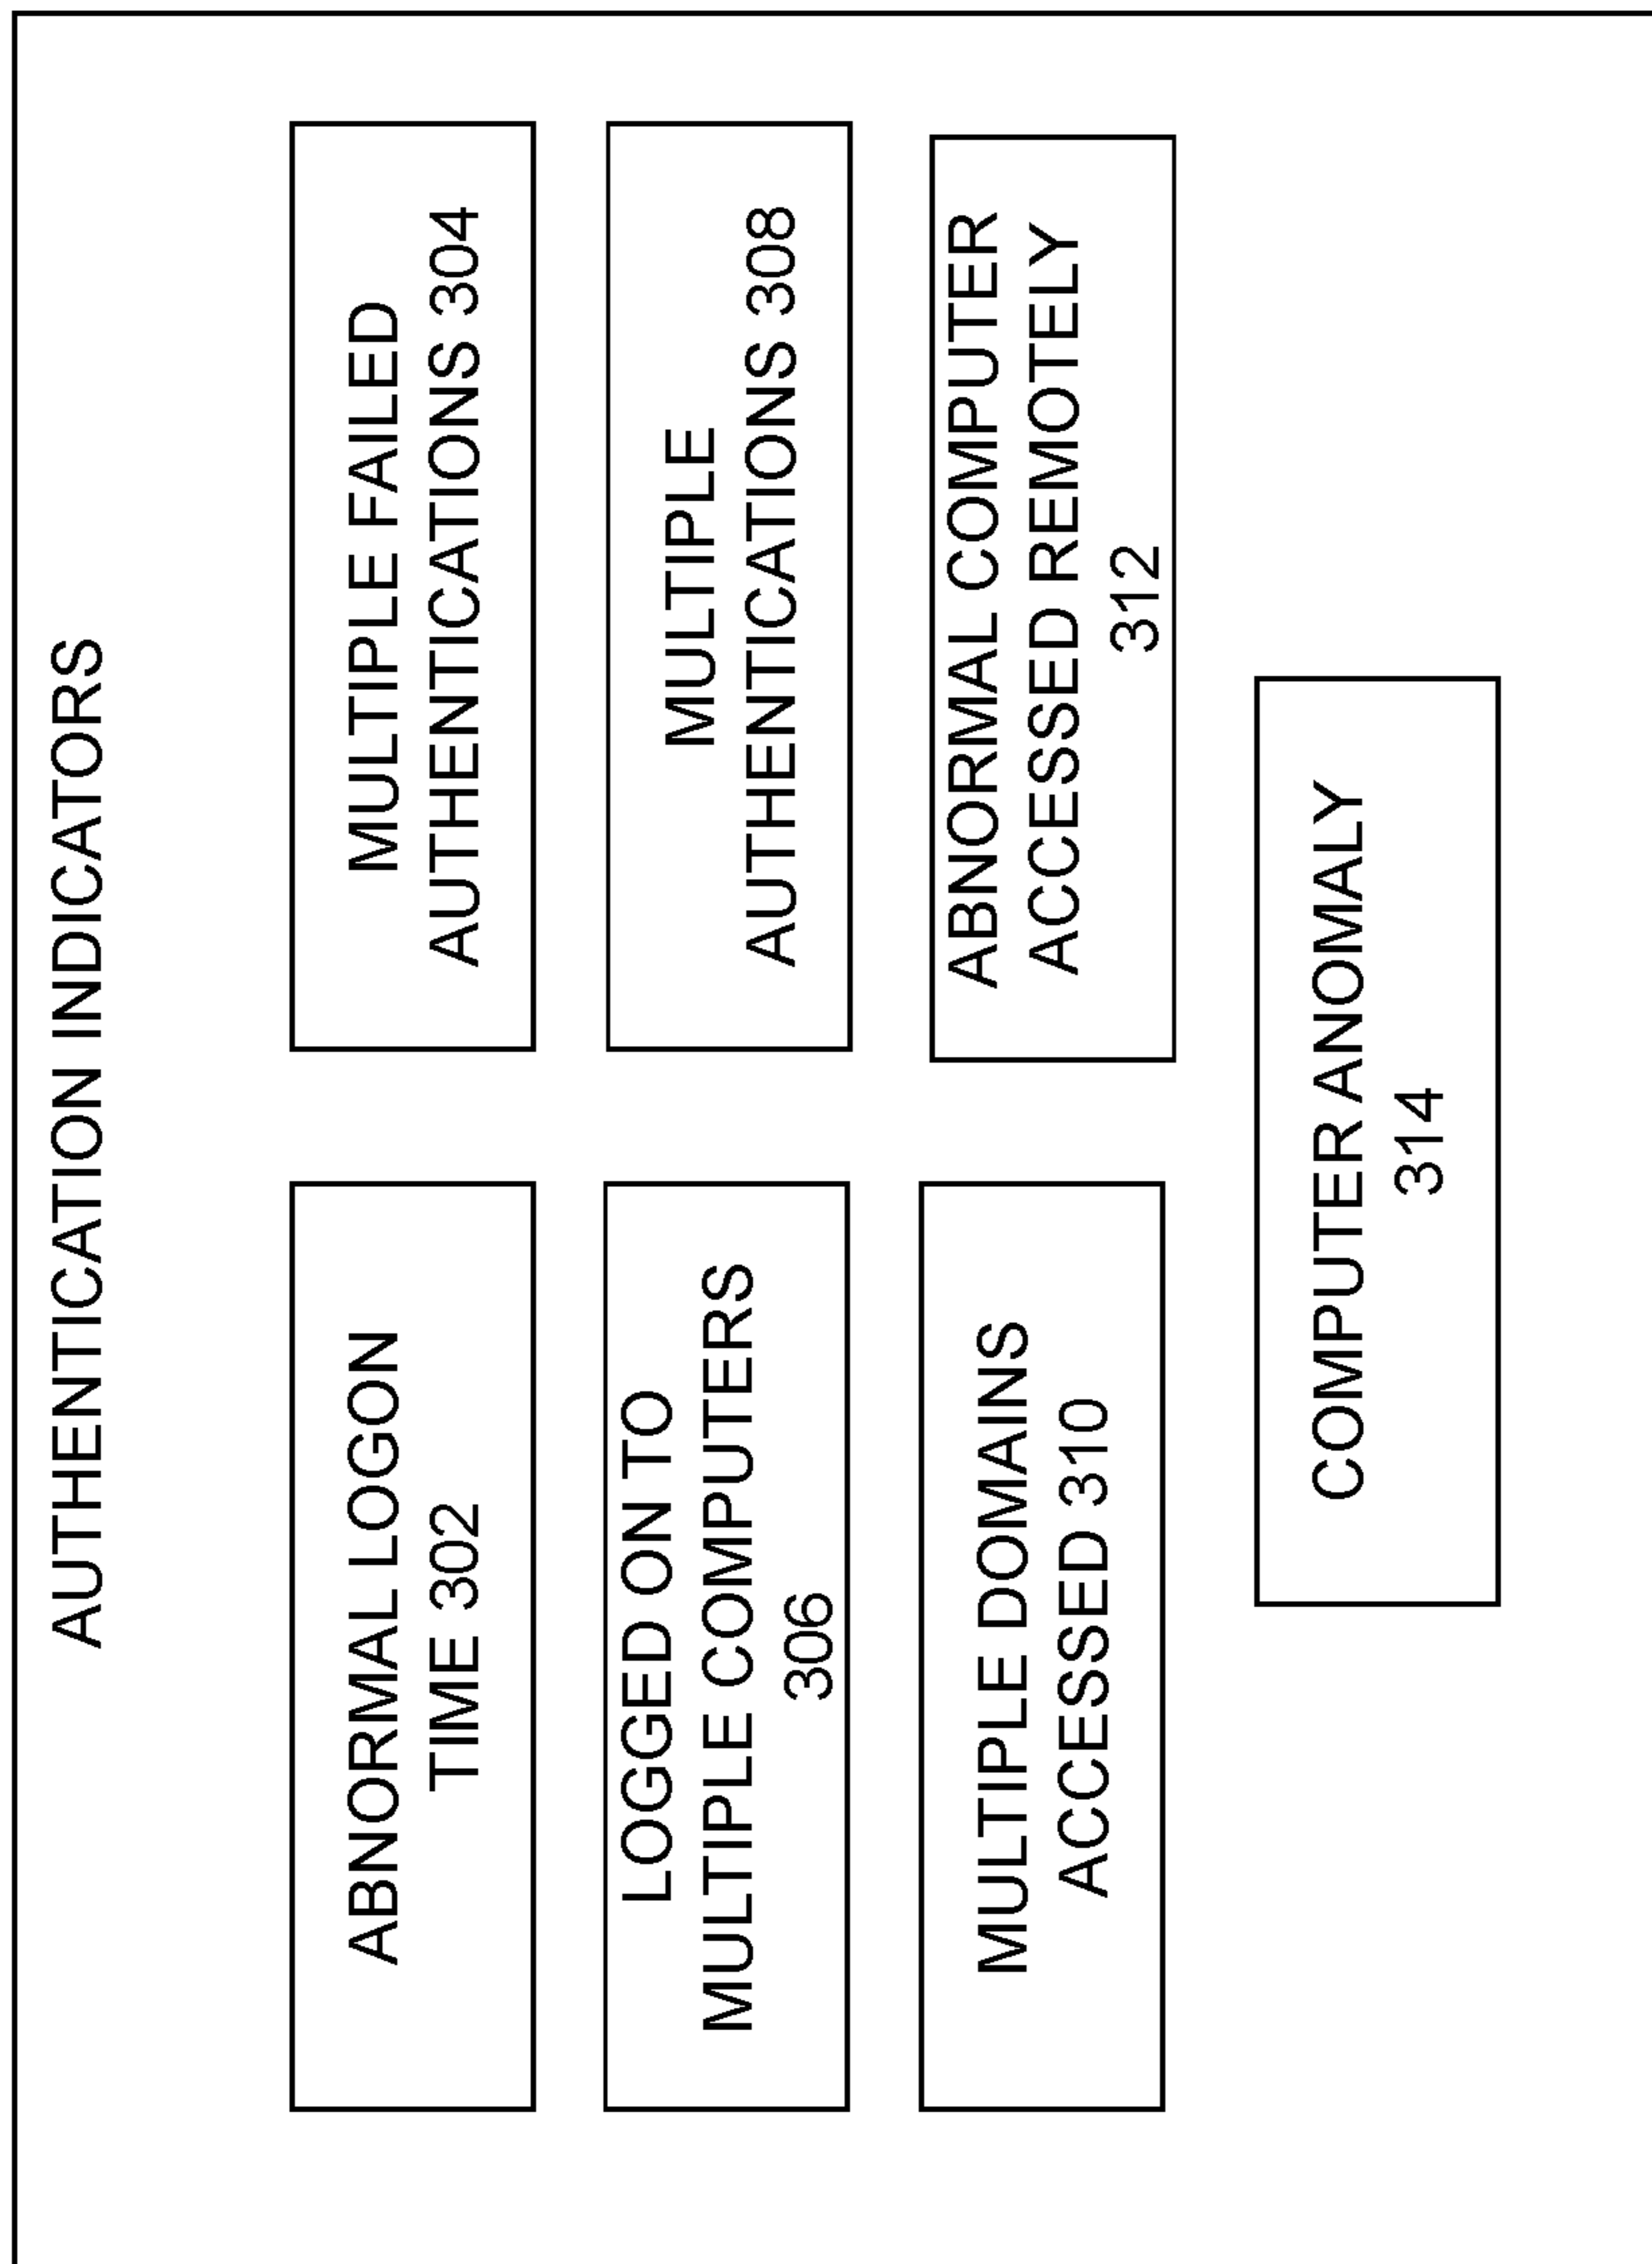 AUTHENTICATION INDICATORS
ABNORMAL LOGON
TIME 302
MULTIPLE FAILED
AUTHENTICATIONS 304
LOGGED ON TO
MULTIPLE COMPUTERS
306
MULTIPLE
AUTHENTICATIONS 308
MULTIPLE DOMAINS
ACCESSED 310
ABNORMAL COMPUTER
ACCESSED REMOTELY
312
COMPUTER ANOMALY
314